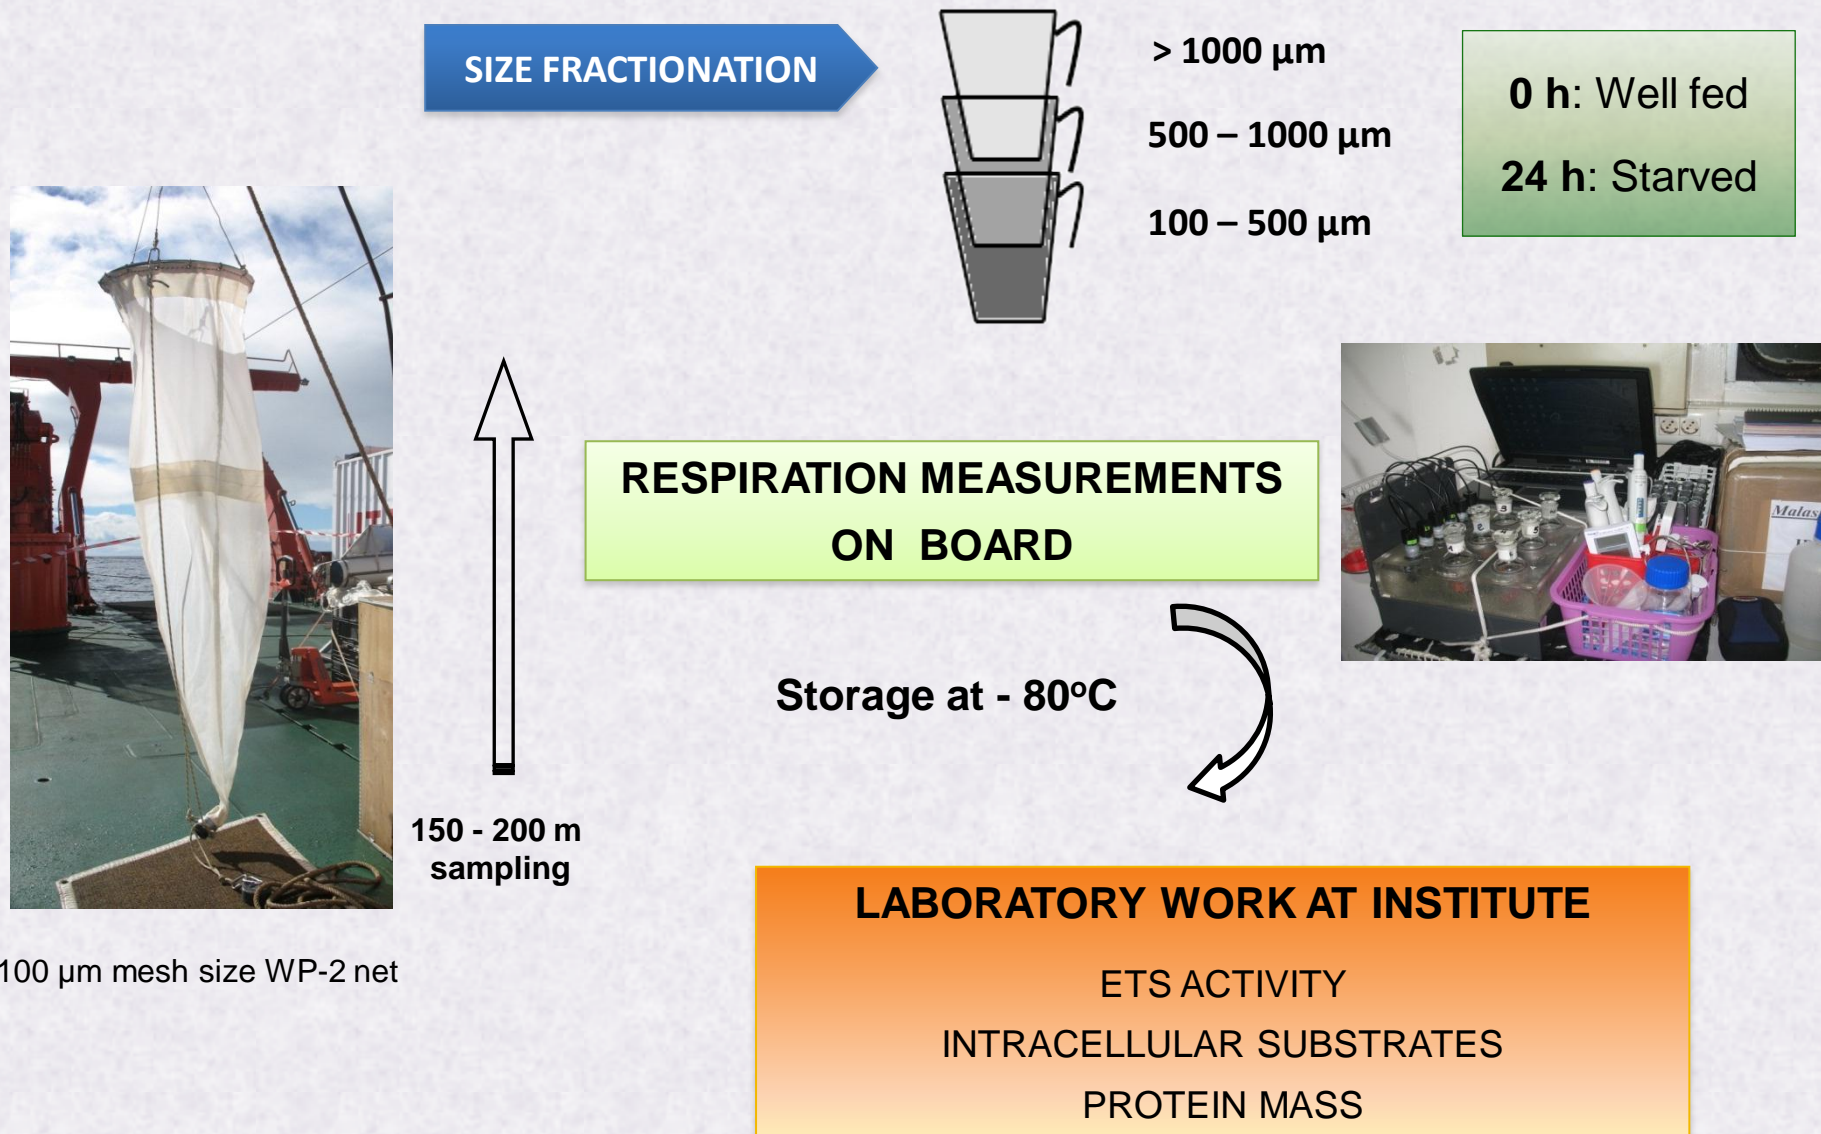 SIZE FRACTIONATION
> 1000 µm
500 – 1000 µm
100 – 500 µm
0 h: Well fed
24 h: Starved
RESPIRATION MEASUREMENTS
ON BOARD
Storage at - 80ºC
150 - 200 m
sampling
100 µm mesh size WP-2 net
LABORATORY WORK AT INSTITUTE
ETS ACTIVITY
INTRACELLULAR SUBSTRATES
PROTEIN MASS
Malas